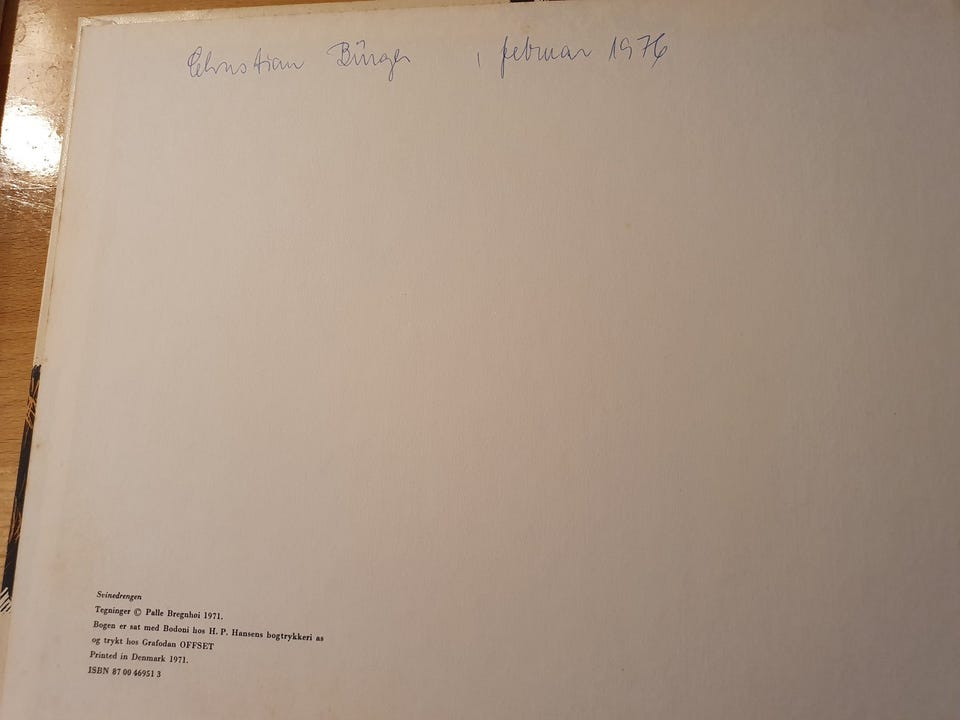 Christian Bürger , februar 1976
Svinedrengen
Tegninger © Palle Bregnhøi 1971.
Bogen er sat med Bodoni hos H. P. Hansens bogtrykkeri as
og trykt hos Grafodan OFFSET
Printed in Denmark 1971.
ISBN 87 00 46951 3